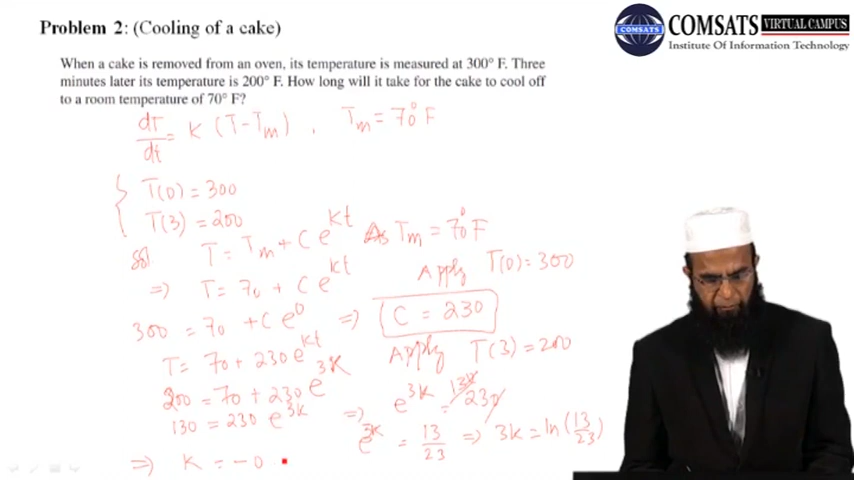 Problem 2: (Cooling of a cake)
COMSATS VIRTUAL CAMPUS
Institute Of Information Technology
When a cake is removed from an oven, its temperature is measured at 300° F. Three
minutes later its temperature is 200° F. How long will it take for the cake to cool off
to a room temperature of 70° F?
dT/dt = K (T-Tm) , Tm = 70° F
T(0) = 300
T(3) = 200
Sol T = Tm + C e^kt As Tm = 70° F
=> T = 70 + C e^kt Apply T(0) = 300
300 = 70 + C e^0 => C = 230
T = 70 + 230 e^kt Apply T(3) = 200
200 = 70 + 230 e^3k
130 = 230 e^3k => e^3k = 130/230
e^3k = 13/23 => 3k = ln(13/23)
=> K = -0.